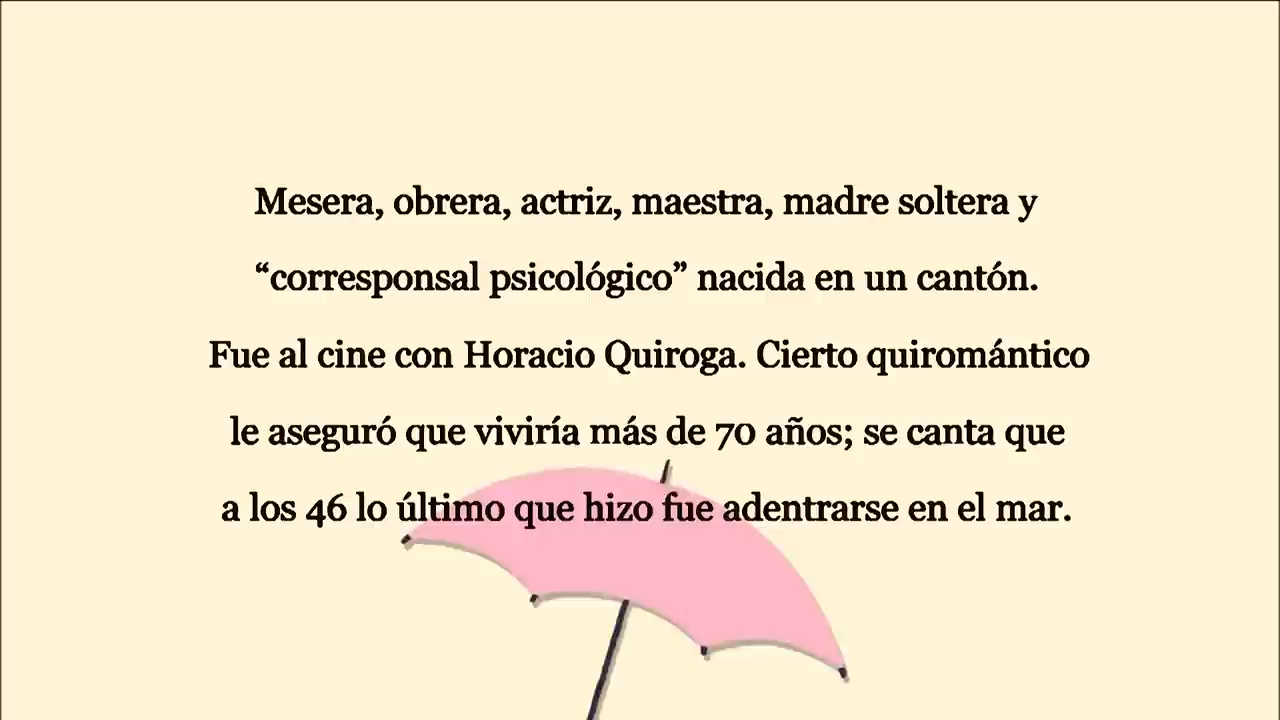 Mesera, obrera, actriz, maestra, madre soltera y
“corresponsal psicológico” nacida en un cantón.
Fue al cine con Horacio Quiroga. Cierto quiromántico
le aseguró que viviría más de 70 años; se canta que
a los 46 lo último que hizo fue adentrarse en el mar.